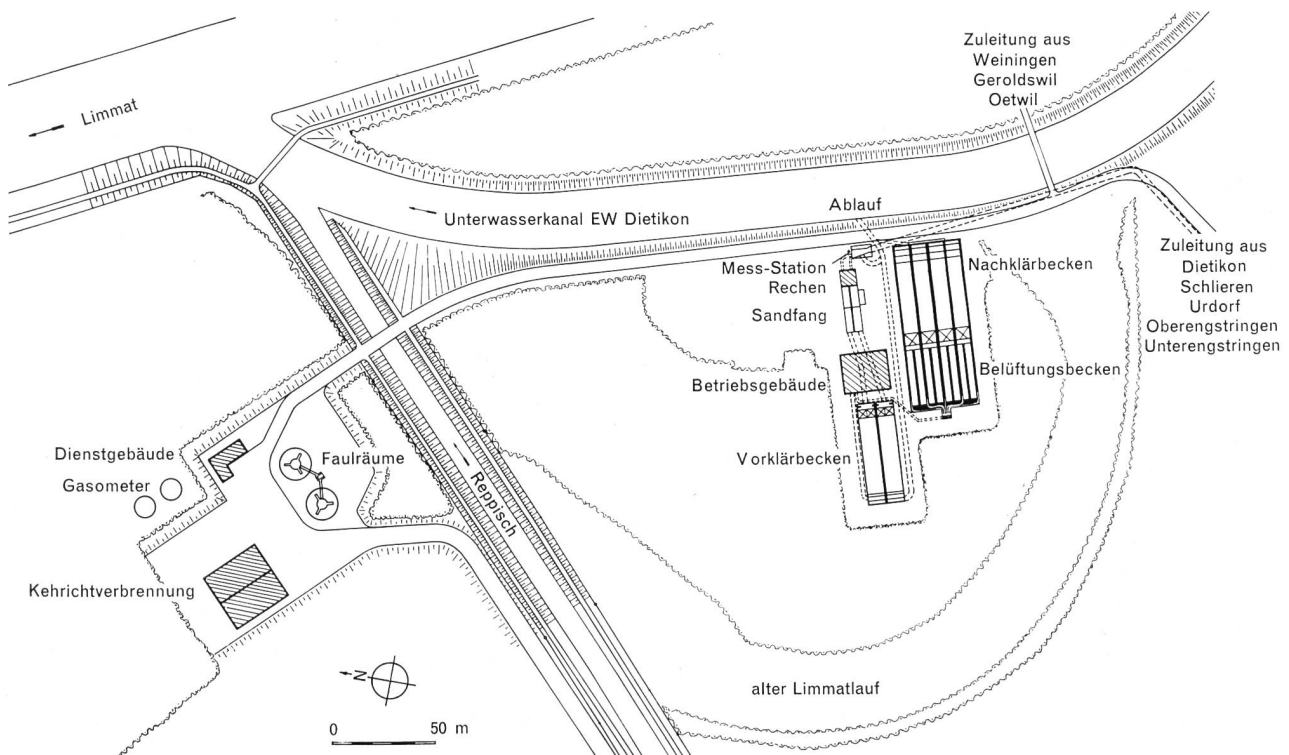 Zuleitung aus
Weiningen
Geroldswil
Oetwil
Limmat
Ablauf
Unterwasserkanal EW Dietikon
Mess-Station
Rechen
Sandfang
Nachklärbecken
Zuleitung aus
Dietikon
Schlieren
Urdorf
Oberengstringen
Unterengstringen
Betriebsgebäude
Belüftungsbecken
Vorklärbecken
Dienstgebäude
Gasometer
Faulräume
Reppisch
Kehrichtverbrennung
N
alter Limmatlauf
0 50 m